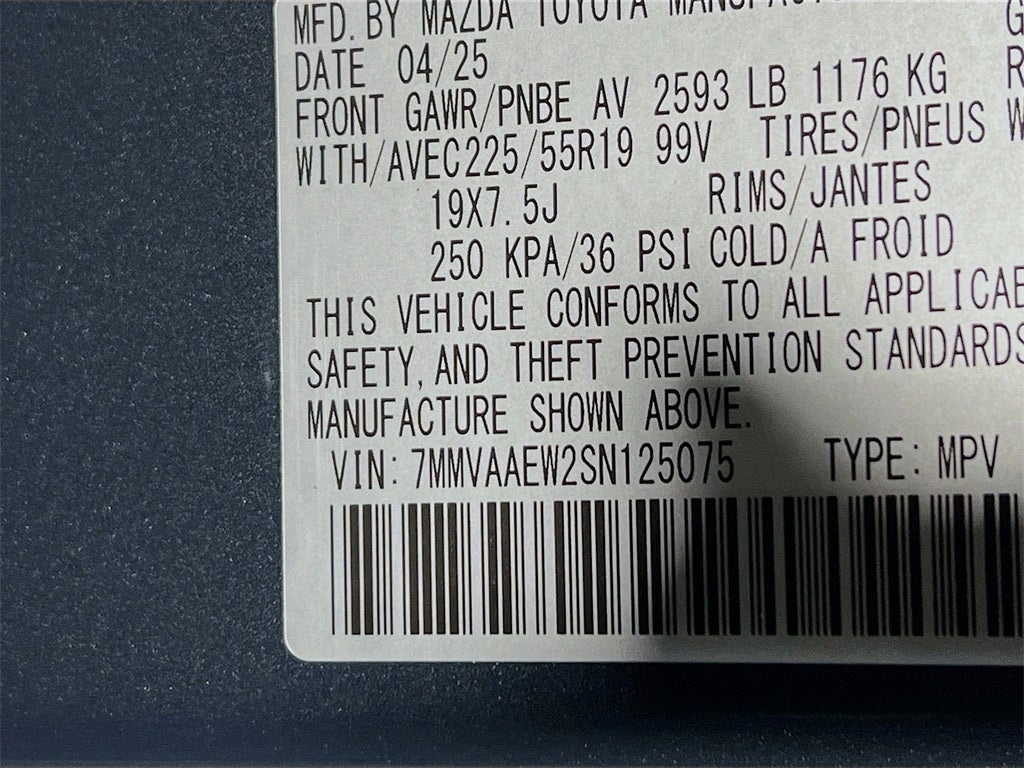 MFD. BY MAZDA TOYOTA
DATE 04/25
FRONT GAWR/PNBE AV 2593 LB 1176 KG
WITH/AVEC225/55R19 99V TIRES/PNEUS
19X7.5J RIMS/JANTES
250 KPA/36 PSI COLD/A FROID
THIS VEHICLE CONFORMS TO ALL
SAFETY, AND THEFT PREVENTION STANDARDS
MANUFACTURE SHOWN ABOVE.
VIN: 7MMVAAEW2SN125075 TYPE: MPV